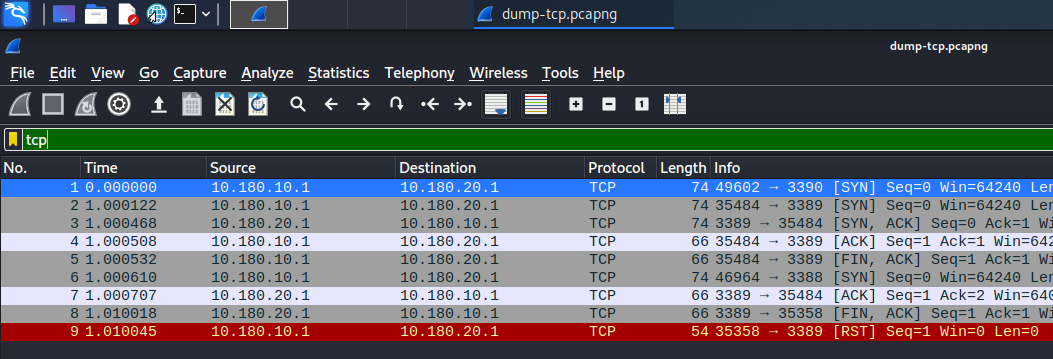 dump-tcp.pcapng
dump-tcp.pcapng
File Edit View Go Capture Analyze Statistics Telephony Wireless Tools Help
tcp
No. Time Source Destination Protocol Length Info
1 0.000000 10.180.10.1 10.180.20.1 TCP 74 49602 → 3390 [SYN] Seq=0 Win=64240 Len
2 1.000122 10.180.10.1 10.180.20.1 TCP 74 35484 → 3389 [SYN] Seq=0 Win=64240 Len
3 1.000468 10.180.20.1 10.180.10.1 TCP 74 3389 → 35484 [SYN, ACK] Seq=0 Ack=1 Wi
4 1.000508 10.180.10.1 10.180.20.1 TCP 66 35484 → 3389 [ACK] Seq=1 Ack=1 Win=642
5 1.000532 10.180.10.1 10.180.20.1 TCP 66 35484 → 3389 [FIN, ACK] Seq=1 Ack=1 Wi
6 1.000610 10.180.10.1 10.180.20.1 TCP 74 46964 → 3388 [SYN] Seq=0 Win=64240 Len
7 1.000707 10.180.20.1 10.180.10.1 TCP 66 3389 → 35484 [ACK] Seq=1 Ack=2 Win=640
8 1.010018 10.180.20.1 10.180.10.1 TCP 66 3389 → 35358 [FIN, ACK] Seq=1 Ack=1 Wi
9 1.010045 10.180.10.1 10.180.20.1 TCP 54 35358 → 3389 [RST] Seq=1 Win=0 Len=0